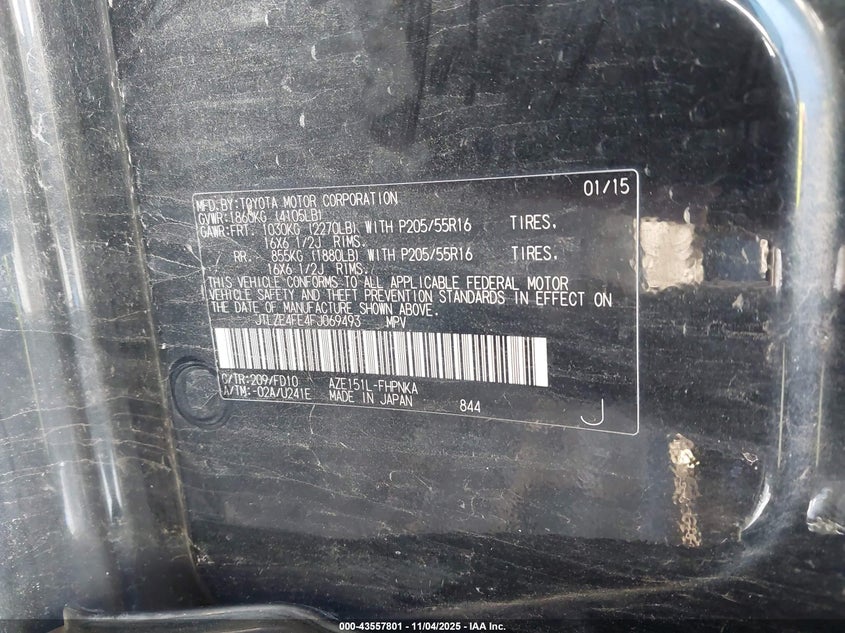 MFD.BY:TOYOTA MOTOR CORPORATION 01/15
GVWR:1860KG (4105LB)
GAWR:FRT. 1030KG (2270LB) WITH P205/55R16 TIRES,
16X6 1/2J RIMS.
RR. 855KG (1880LB) WITH P205/55R16 TIRES,
16X6 1/2J RIMS.
THIS VEHICLE CONFORMS TO ALL APPLICABLE FEDERAL MOTOR
VEHICLE SAFETY AND THEFT PREVENTION STANDARDS IN EFFECT ON
THE DATE OF MANUFACTURE SHOWN ABOVE.
JTLZE4FE4FJ069493 MPV
C/TR:209/FD10 AZE151L-FHPNKA
A/TM:-02A/U241E MADE IN JAPAN 844 J
000-43557801 - 11/04/2025 - IAA Inc.